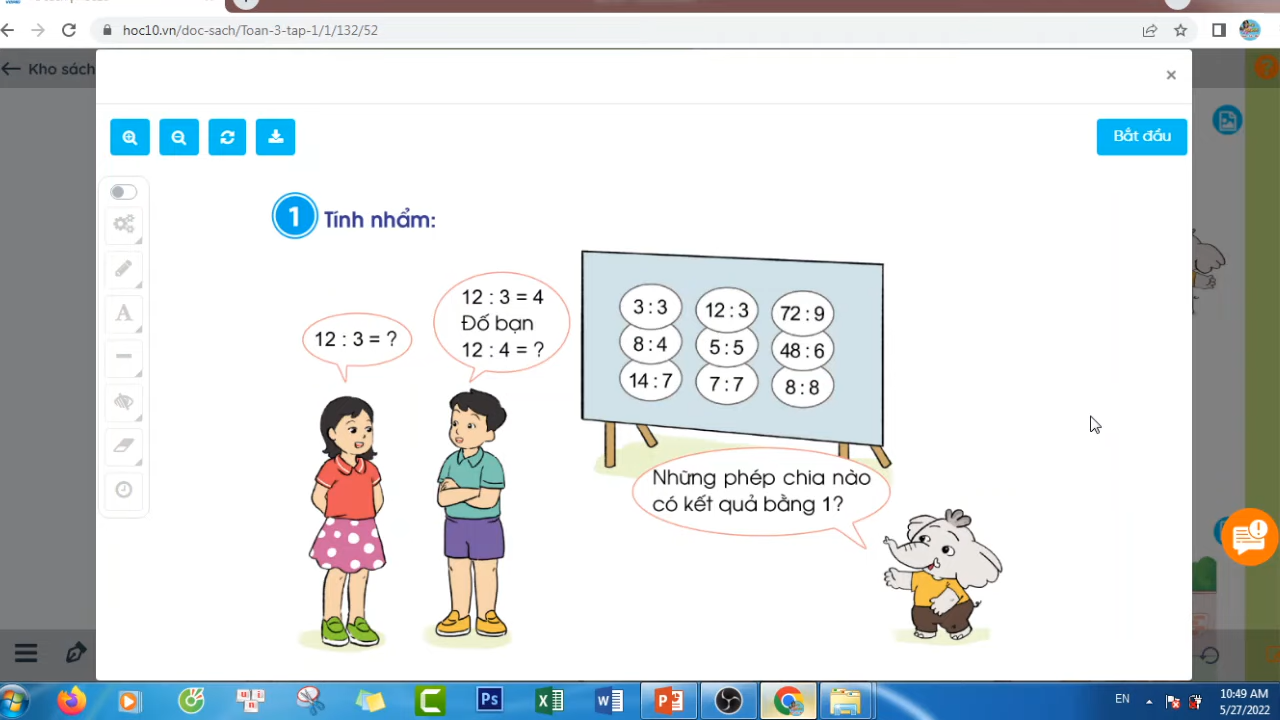 hoc10.vn/doc-sach/Toan-3-tap-1/1/132/52
Kho sách
×
Bắt đầu
1 Tính nhẩm:
12 : 3 = ?
12 : 3 = 4
Đố bạn
12 : 4 = ?
3 : 3 12 : 3 72 : 9
8 : 4 5 : 5 48 : 6
14 : 7 7 : 7 8 : 8
Những phép chia nào
có kết quả bằng 1?
A
EN
10:49 AM
5/27/2022